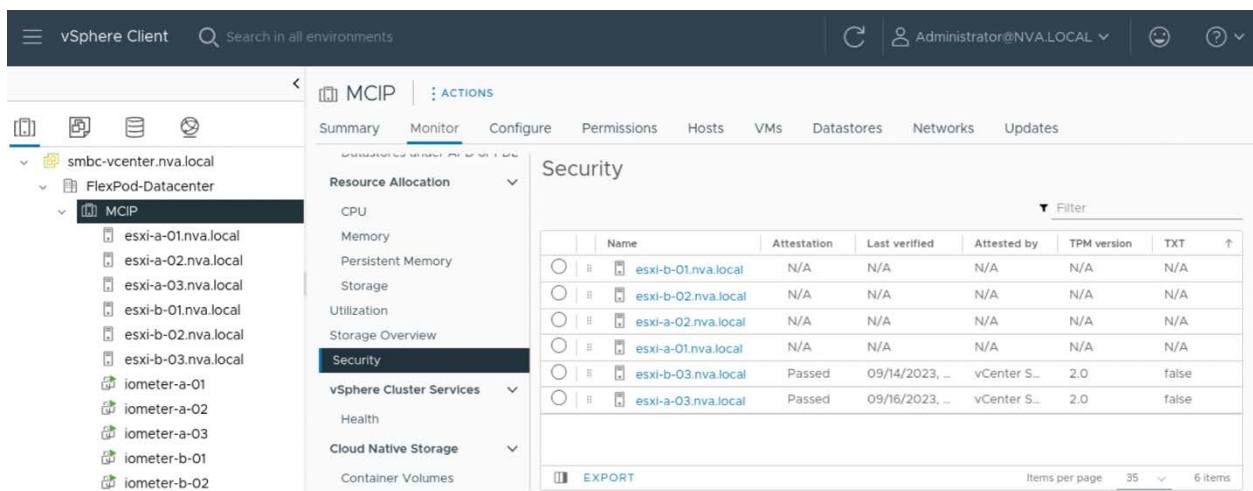 vSphere Client
Search in all environments
Administrator@NVA.LOCAL
MCIP
ACTIONS
Summary Monitor Configure Permissions Hosts VMs Datastores Networks Updates
smbc-vcenter.nva.local
FlexPod-Datacenter
MCIP
esxi-a-01.nva.local
esxi-a-02.nva.local
esxi-a-03.nva.local
esxi-b-01.nva.local
esxi-b-02.nva.local
esxi-b-03.nva.local
iometer-a-01
iometer-a-02
iometer-a-03
iometer-b-01
iometer-b-02
Resource Allocation
CPU
Memory
Persistent Memory
Storage
Utilization
Storage Overview
Security
vSphere Cluster Services
Health
Cloud Native Storage
Container Volumes
Security
Filter
Name Attestation Last verified Attested by TPM version TXT
esxi-b-01.nva.local N/A N/A N/A N/A N/A
esxi-b-02.nva.local N/A N/A N/A N/A N/A
esxi-a-02.nva.local N/A N/A N/A N/A N/A
esxi-a-01.nva.local N/A N/A N/A N/A N/A
esxi-b-03.nva.local Passed 09/14/2023, ... vCenter S... 2.0 false
esxi-a-03.nva.local Passed 09/16/2023, ... vCenter S... 2.0 false
EXPORT
Items per page 35 6 items